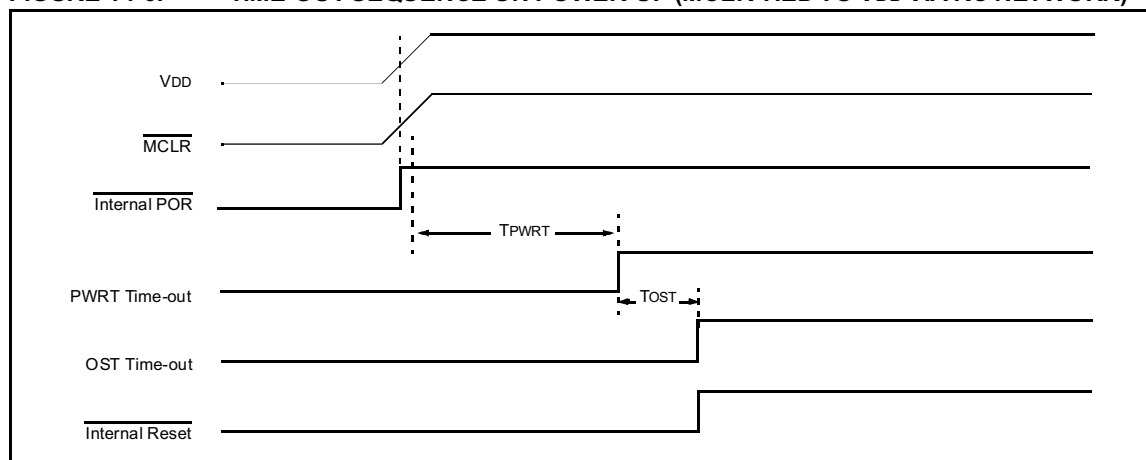 VDD
MCLR
Internal POR
TPWRT
PWRT Time-out
TOST
OST Time-out
Internal Reset